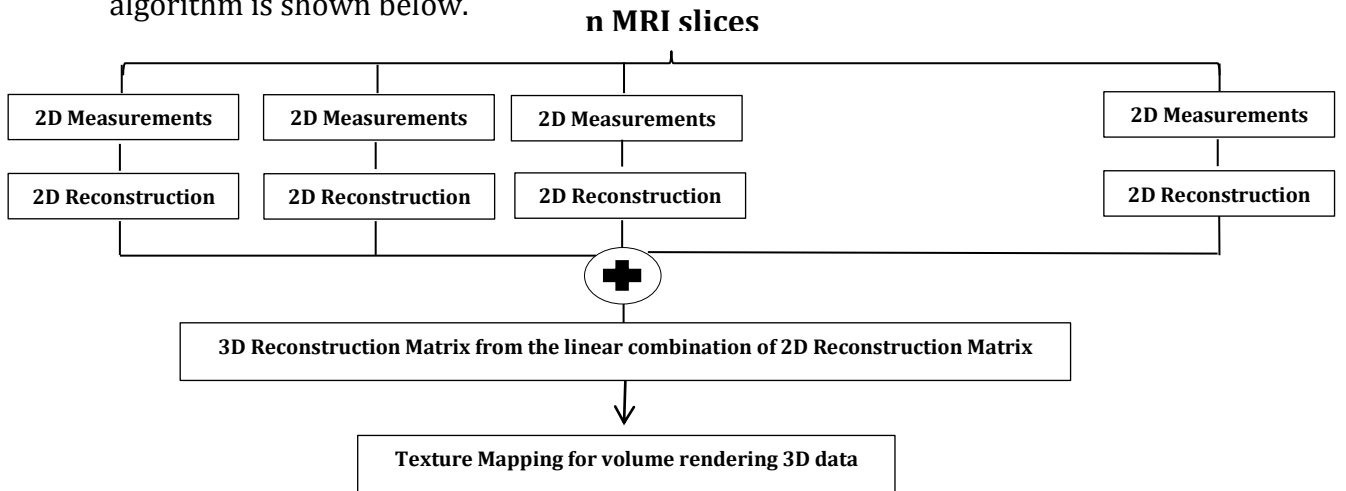 algorithm is shown below.
n MRI slices
2D Measurements
2D Measurements
2D Measurements
2D Measurements
2D Reconstruction
2D Reconstruction
2D Reconstruction
2D Reconstruction
3D Reconstruction Matrix from the linear combination of 2D Reconstruction Matrix
Texture Mapping for volume rendering 3D data